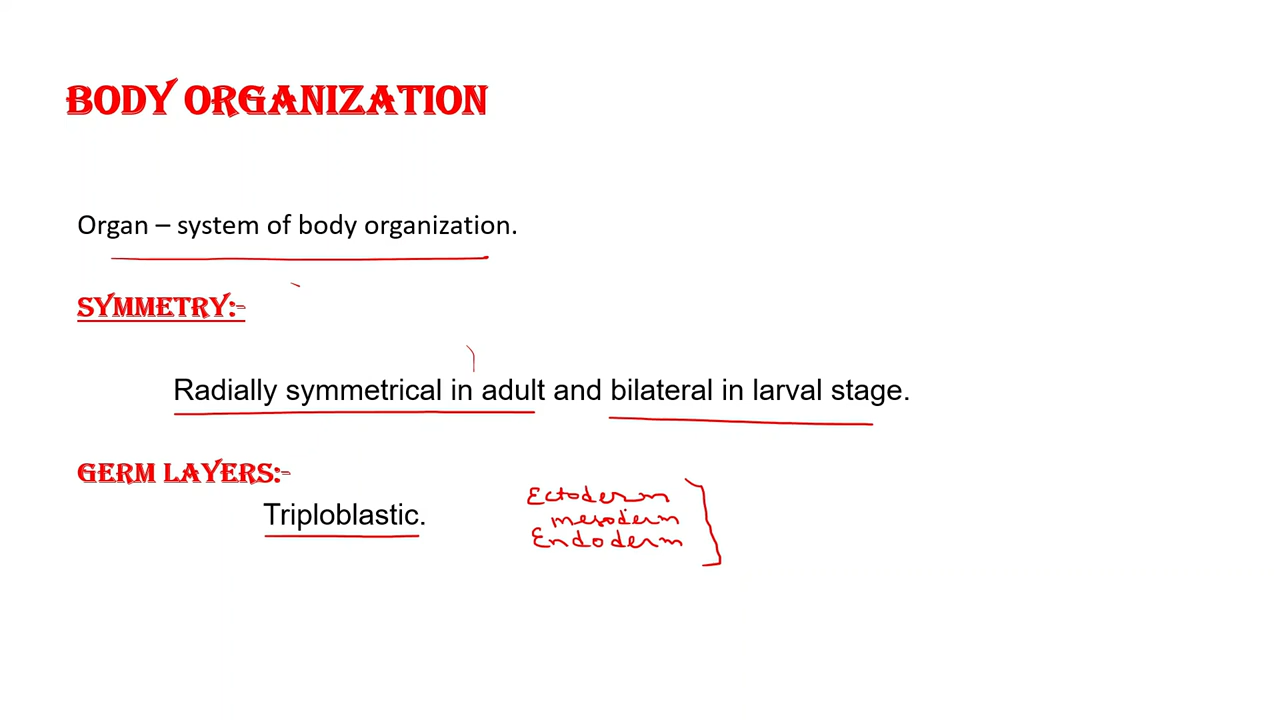 BODY ORGANIZATION
Organ – system of body organization.
SYMMETRY:-
Radially symmetrical in adult and bilateral in larval stage.
GERM LAYERS:-
Triploblastic.
Ectoderm
mesoderm
Endoderm